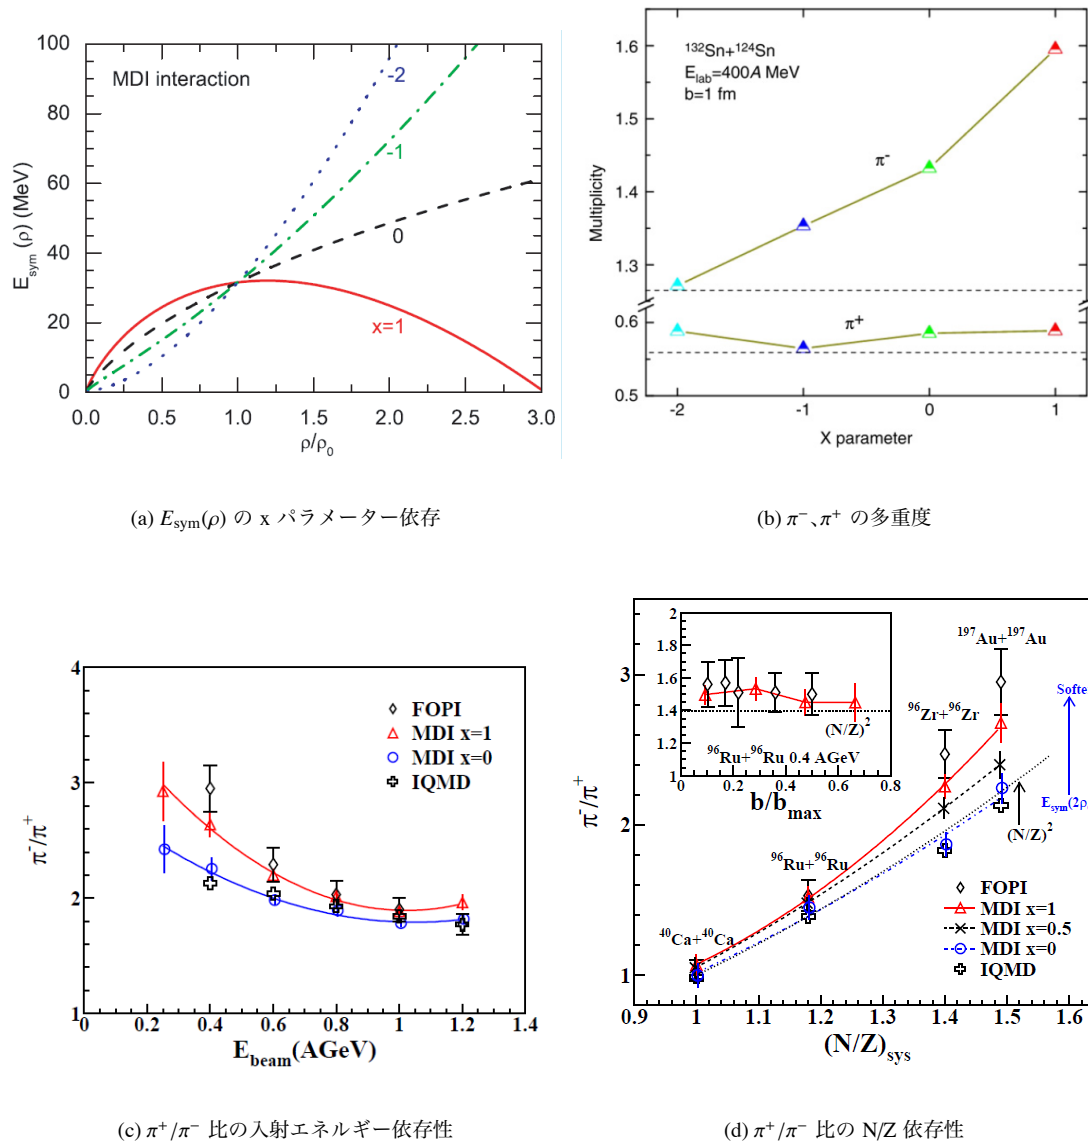 100
80
60
40
20
0
E_sym (ρ) (MeV)
MDI interaction
-2
-1
0
x=1
0.0 0.5 1.0 1.5 2.0 2.5 3.0
ρ/ρ_0
(a) E_sym(ρ) の x パラメーター依存
1.6
1.5
1.4
1.3
0.6
0.5
Multiplicity
^132Sn+^124Sn
E_lab=400A MeV
b=1 fm
π^-
π^+
-2 -1 0 1
X parameter
(b) π^−、π^+ の多重度
4
3
2
1
π^-/π^+
FOPI
MDI x=1
MDI x=0
IQMD
0 0.2 0.4 0.6 0.8 1 1.2 1.4
E_beam(AGeV)
(c) π^+/π^− 比の入射エネルギー依存性
3
2
1
π^-/π^+
2
1.8
1.6
1.4
1.2
1
(N/Z)^2
^96Ru+^96Ru 0.4 AGeV
0 0.2 0.4 0.6 0.8
b/b_max
^197Au+^197Au
^96Zr+^96Zr
^96Ru+^96Ru
^40Ca+^40Ca
Softe
E_sym(2ρ
(N/Z)^2
FOPI
MDI x=1
MDI x=0.5
MDI x=0
IQMD
0.9 1 1.1 1.2 1.3 1.4 1.5 1.6
(N/Z)_sys
(d) π^+/π^− 比の N/Z 依存性